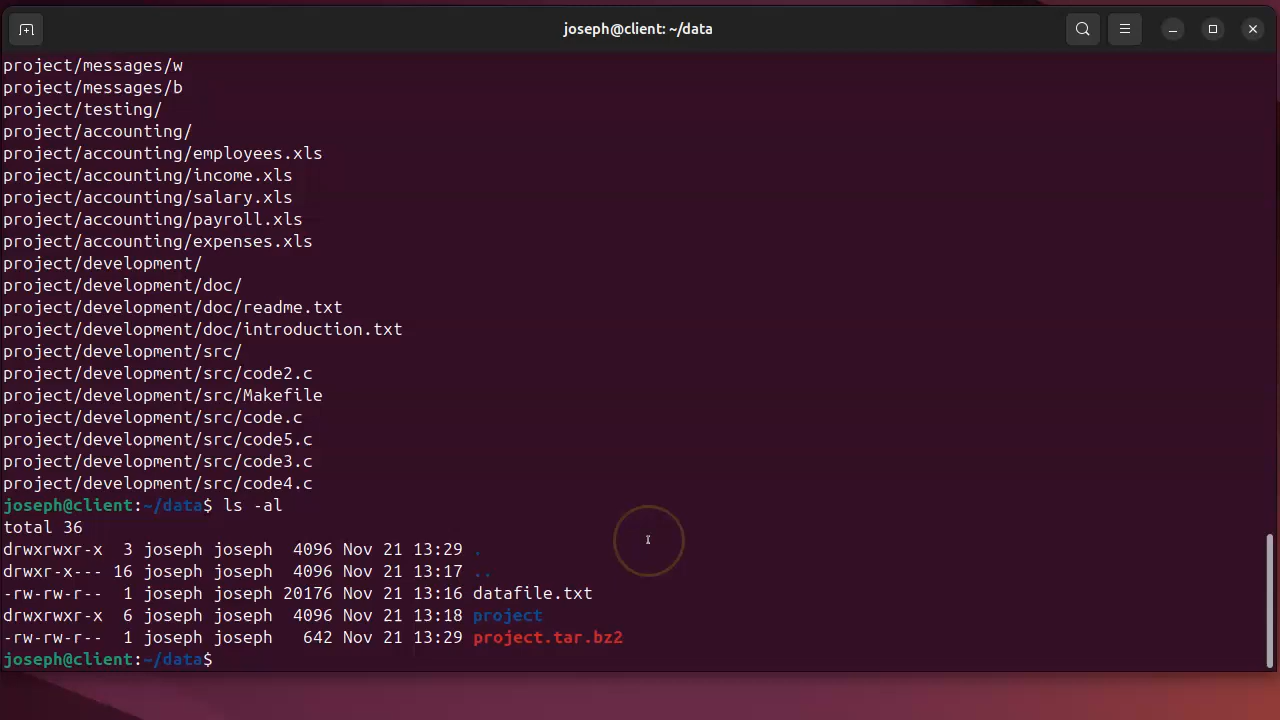 joseph@client: ~/data
project/messages/w
project/messages/b
project/testing/
project/accounting/
project/accounting/employees.xls
project/accounting/income.xls
project/accounting/salary.xls
project/accounting/payroll.xls
project/accounting/expenses.xls
project/development/
project/development/doc/
project/development/doc/readme.txt
project/development/doc/introduction.txt
project/development/src/
project/development/src/code2.c
project/development/src/Makefile
project/development/src/code.c
project/development/src/code5.c
project/development/src/code3.c
project/development/src/code4.c
joseph@client:~/data$ ls -al
total 36
drwxrwxr-x  3 joseph joseph  4096 Nov 21 13:29 .
drwxr-x--- 16 joseph joseph  4096 Nov 21 13:17 ..
-rw-rw-r--  1 joseph joseph 20176 Nov 21 13:16 datafile.txt
drwxrwxr-x  6 joseph joseph  4096 Nov 21 13:18 project
-rw-rw-r--  1 joseph joseph   642 Nov 21 13:29 project.tar.bz2
joseph@client:~/data$